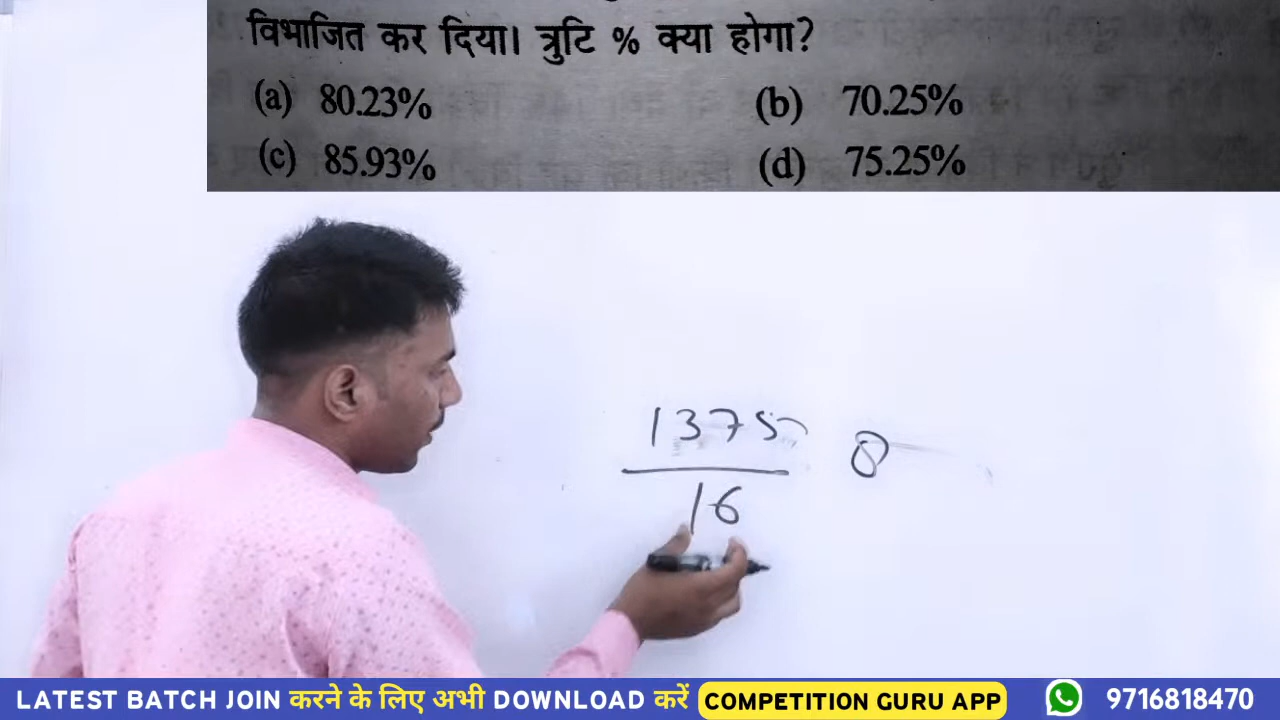 विभाजित कर दिया। त्रुटि % क्या होगा?
(a) 80.23% (b) 70.25%
(c) 85.93% (d) 75.25%
1375 8
16
LATEST BATCH JOIN करने के लिए अभी DOWNLOAD करें COMPETITION GURU APP 9716818470